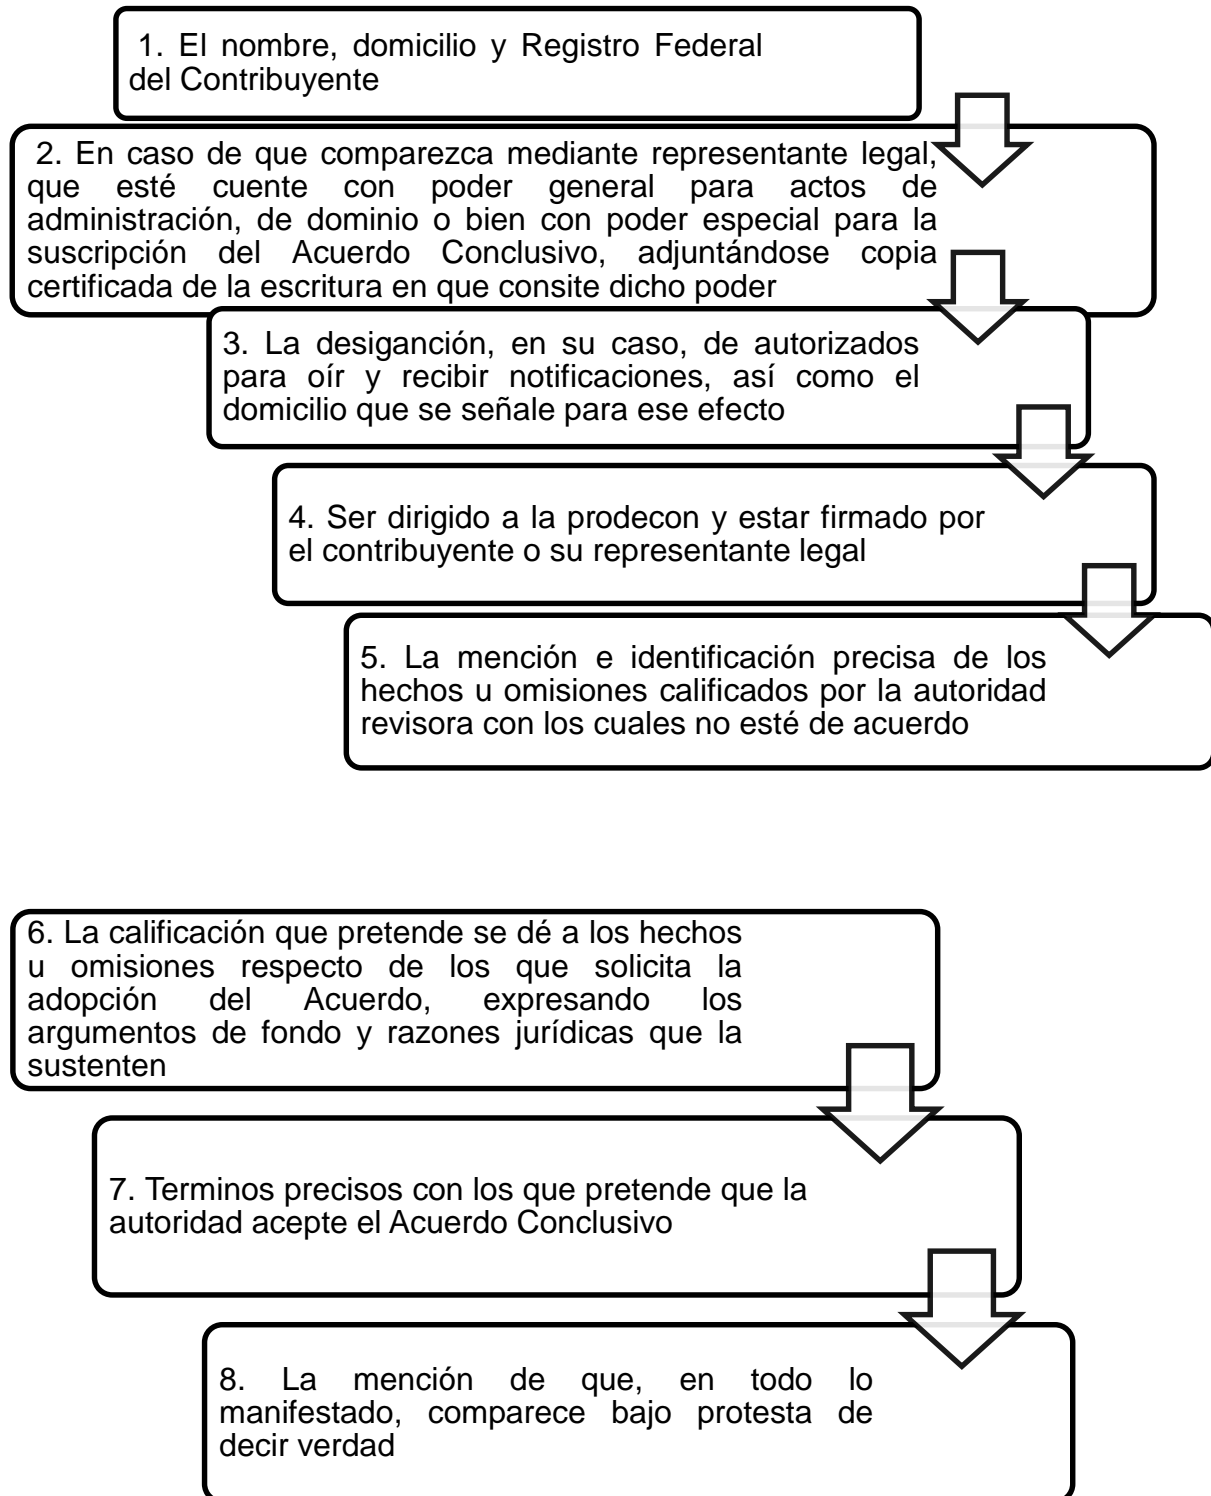 1. El nombre, domicilio y Registro Federal
del Contribuyente
2. En caso de que comparezca mediante representante legal,
que esté cuente con poder general para actos de
administración, de dominio o bien con poder especial para la
suscripción del Acuerdo Conclusivo, adjuntándose copia
certificada de la escritura en que consite dicho poder
3. La desigancíón, en su caso, de autorizados
para oír y recibir notificaciones, así como el
domicilio que se señale para ese efecto
4. Ser dirigido a la prodecon y estar firmado por
el contribuyente o su representante legal
5. La mención e identificación precisa de los
hechos u omisiones calificados por la autoridad
revisora con los cuales no esté de acuerdo
6. La calificación que pretende se dé a los hechos
u omisiones respecto de los que solicita la
adopción del Acuerdo, expresando los
argumentos de fondo y razones jurídicas que la
sustenten
7. Terminos precisos con los que pretende que la
autoridad acepte el Acuerdo Conclusivo
8. La mención de que, en todo lo
manifestado, comparece bajo protesta de
decir verdad